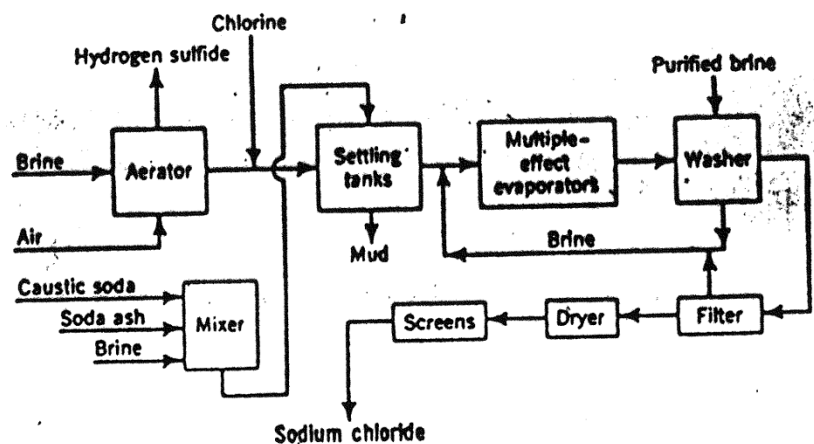 Chlorine
Hydrogen sulfide
Purified brine
Brine
Aerator
Settling
tanks
Multiple-
effect
evaporators
Washer
Air
Mud
Brine
Caustic soda
Soda ash
Brine
Mixer
Screens
Dryer
Filter
Sodium chloride